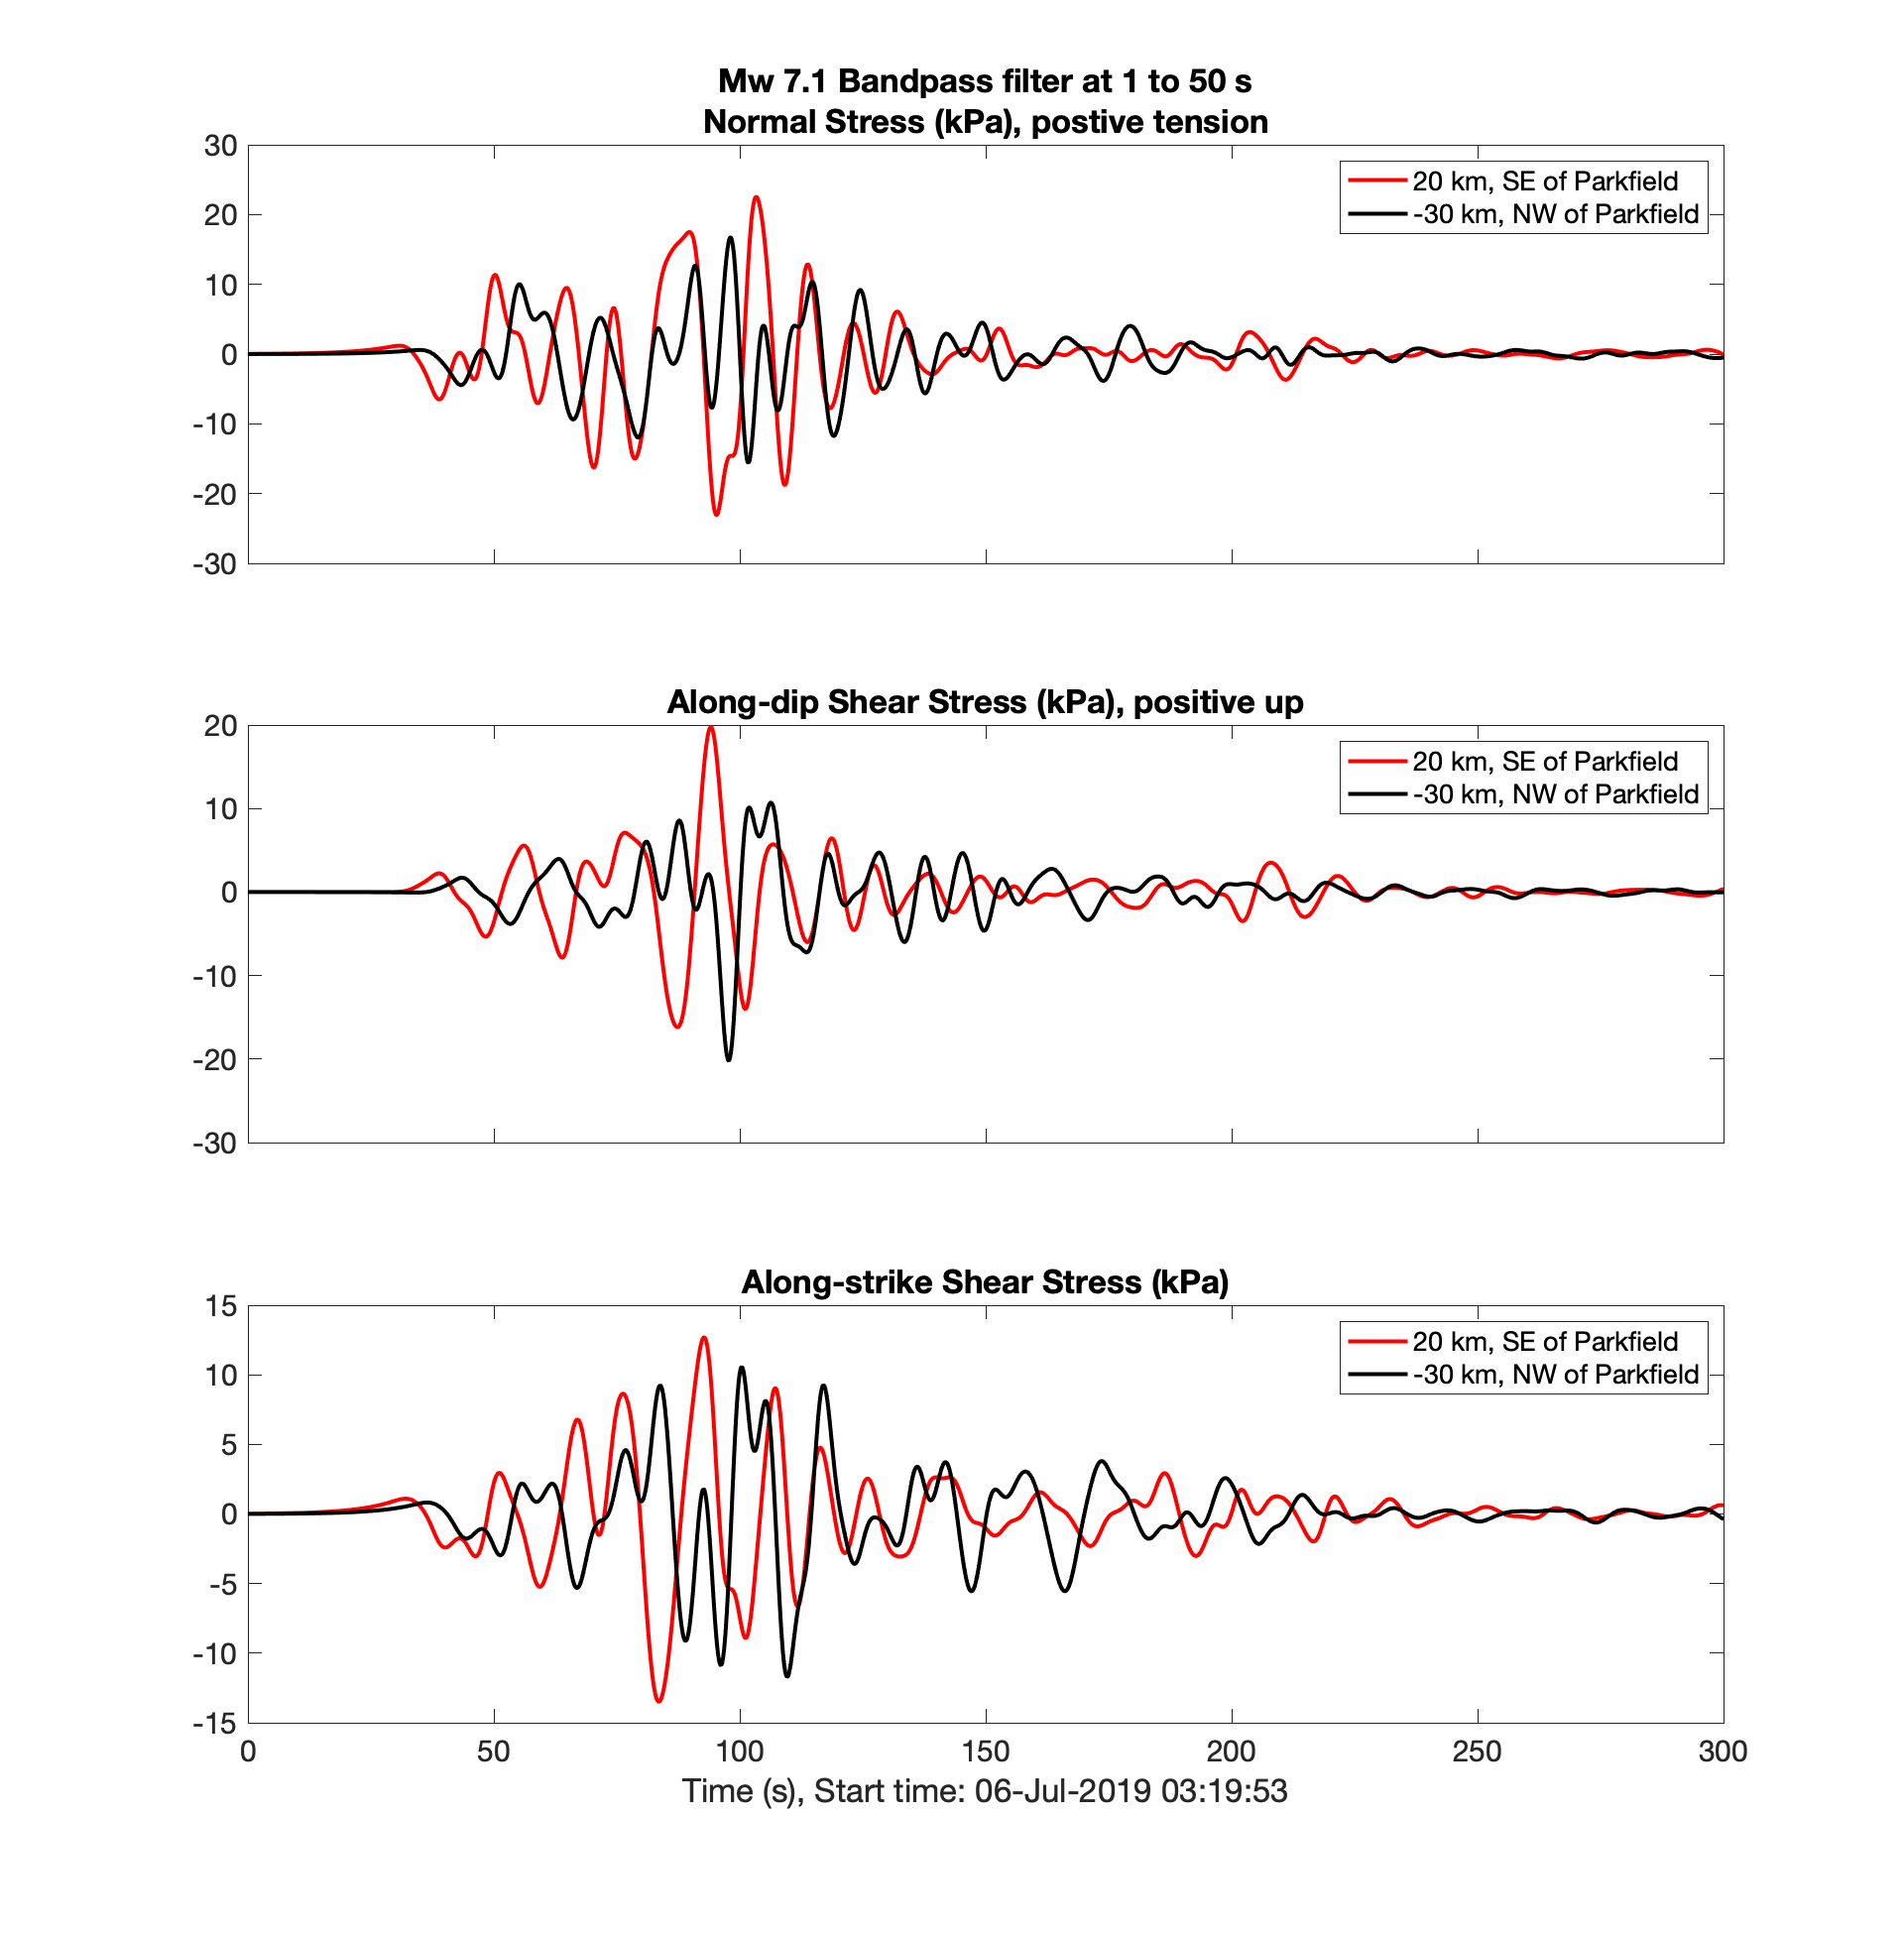 Mw 7.1 Bandpass filter at 1 to 50 s
Normal Stress (kPa), postive tension
30
20
10
0
-10
-20
-30
20 km, SE of Parkfield
-30 km, NW of Parkfield
Along-dip Shear Stress (kPa), positive up
20
10
0
-10
-20
-30
20 km, SE of Parkfield
-30 km, NW of Parkfield
Along-strike Shear Stress (kPa)
15
10
5
0
-5
-10
-15
20 km, SE of Parkfield
-30 km, NW of Parkfield
0 50 100 150 200 250 300
Time (s), Start time: 06-Jul-2019 03:19:53